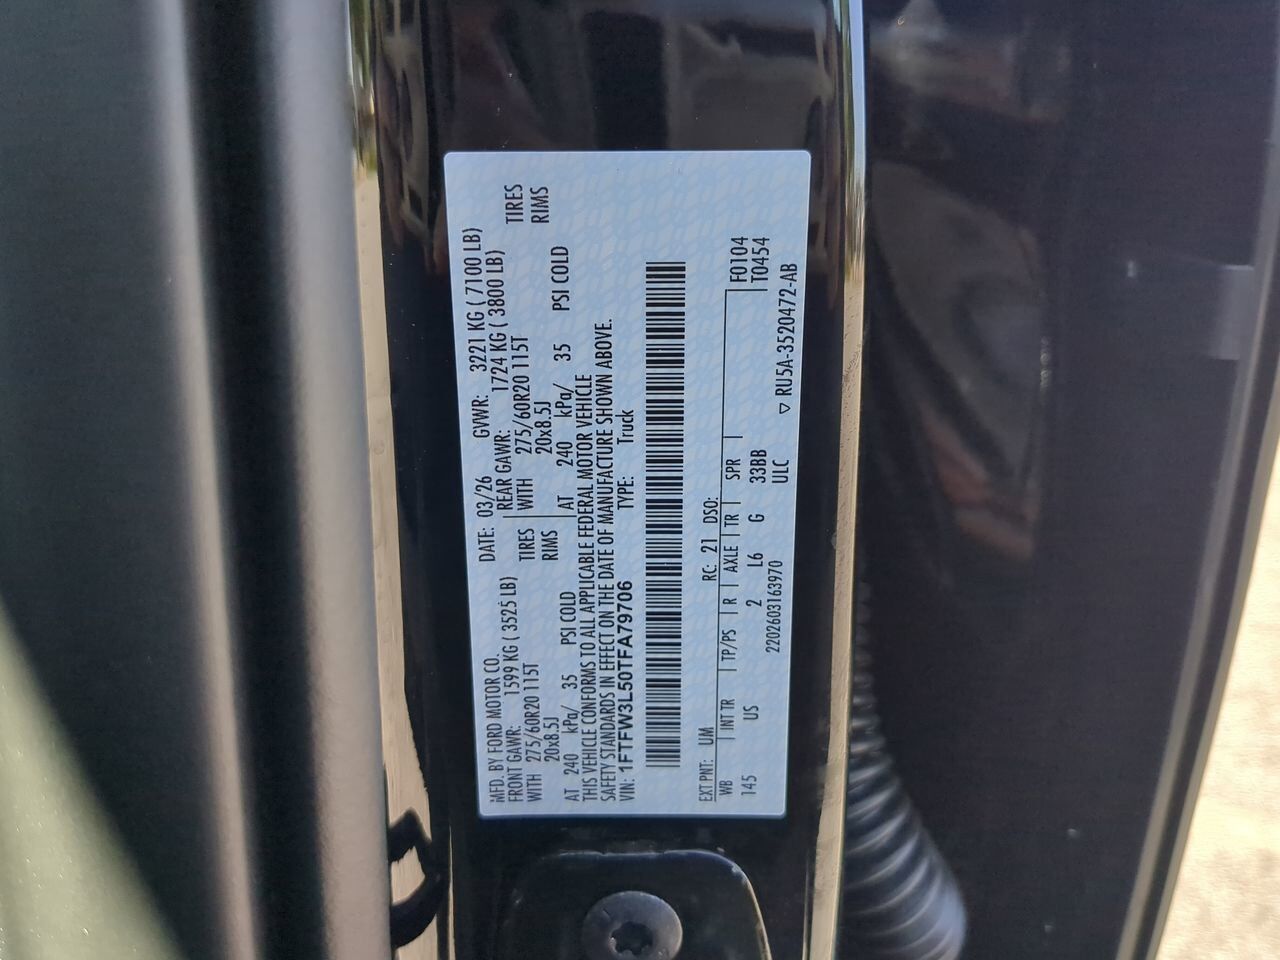 MFD. BY FORD MOTOR CO.
DATE: 03/26 GVWR: 3221 KG ( 7100 LB)
FRONT GAWR: 1599 KG ( 3525 LB) REAR GAWR: 1724 KG ( 3800 LB)
WITH 275/60R20 115T TIRES WITH 275/60R20 115T TIRES
20x8.5J RIMS 20x8.5J RIMS
AT 240 kPa/ 35 PSI COLD AT 240 kPa/ 35 PSI COLD
THIS VEHICLE CONFORMS TO ALL APPLICABLE FEDERAL MOTOR VEHICLE
SAFETY STANDARDS IN EFFECT ON THE DATE OF MANUFACTURE SHOWN ABOVE.
VIN: 1FTFW3L50TFA79706 TYPE: Truck
EXT PNT: UM RC: 21 DSO:
WB INT TR TP/PS R AXLE TR SPR F0104
145 US 2 L6 G 33BB T0454
ULC
2202603163970 ▽ RU5A-3520472-AB